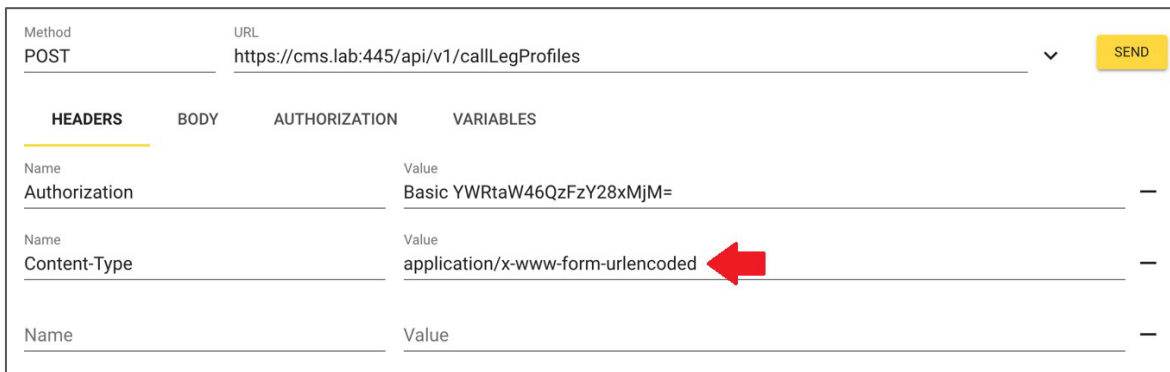 Method
URL
POST
https://cms.lab:445/api/v1/callLegProfiles
SEND
HEADERS BODY AUTHORIZATION VARIABLES
Name Value
Authorization Basic YWRtaW46QzFzY28xMjM=
Name Value
Content-Type application/x-www-form-urlencoded
Name Value